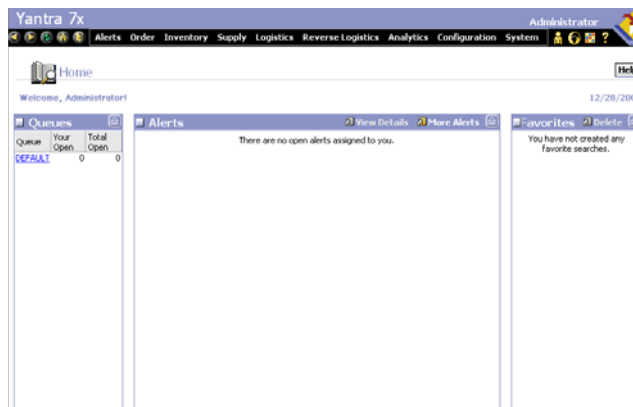 Yantra 7x
Administrator
Alerts Order Inventory Supply Logistics Reverse Logistics Analytics Configuration System
Home
Welcome, Administrator!
Queues
Queue Your Open Total Open
DEFAULT 0 0
Alerts View Details More Alerts
There are no open alerts assigned to you.
Favorites Delete
You have not created any
favorite searches.